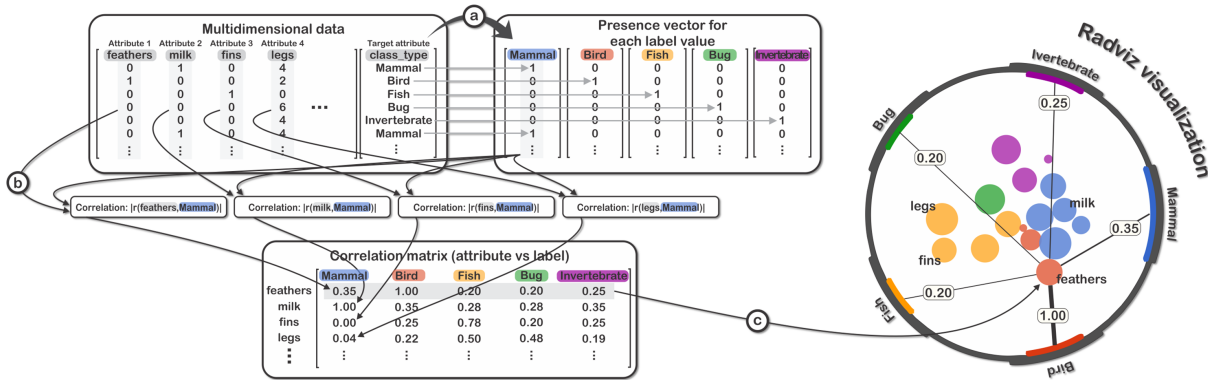 a
Multidimensional data
Attribute 1 Attribute 2 Attribute 3 Attribute 4 Target attribute
feathers milk fins legs class_type
0 1 0 4 Mammal
1 0 0 2 Bird
0 0 1 0 Fish
0 0 0 6 ... Bug
0 0 0 4 Invertebrate
0 1 0 4 Mammal
⋮ ⋮ ⋮ ⋮ ⋮
Presence vector for
each label value
Mammal Bird Fish Bug Invertebrate
1 0 0 0 0
0 1 0 0 0
0 0 1 0 0
0 0 0 1 0
0 0 0 0 1
1 0 0 0 0
⋮ ⋮ ⋮ ⋮ ⋮
b
Correlation: |r(feathers,Mammal)| Correlation: |r(milk,Mammal)| Correlation: |r(fins,Mammal)| Correlation: |r(legs,Mammal)|
Correlation matrix (attribute vs label)
Mammal Bird Fish Bug Invertebrate
feathers 0.35 1.00 0.20 0.20 0.25
milk 1.00 0.35 0.28 0.28 0.35
fins 0.00 0.25 0.78 0.20 0.25
legs 0.04 0.22 0.50 0.48 0.19
⋮ ⋮ ⋮ ⋮ ⋮ ⋮
c
Radviz visualization
Ivertebrate
0.25
Bug
0.20
Mammal
0.35
legs
milk
fins
feathers
0.20
Fish
1.00
Bird